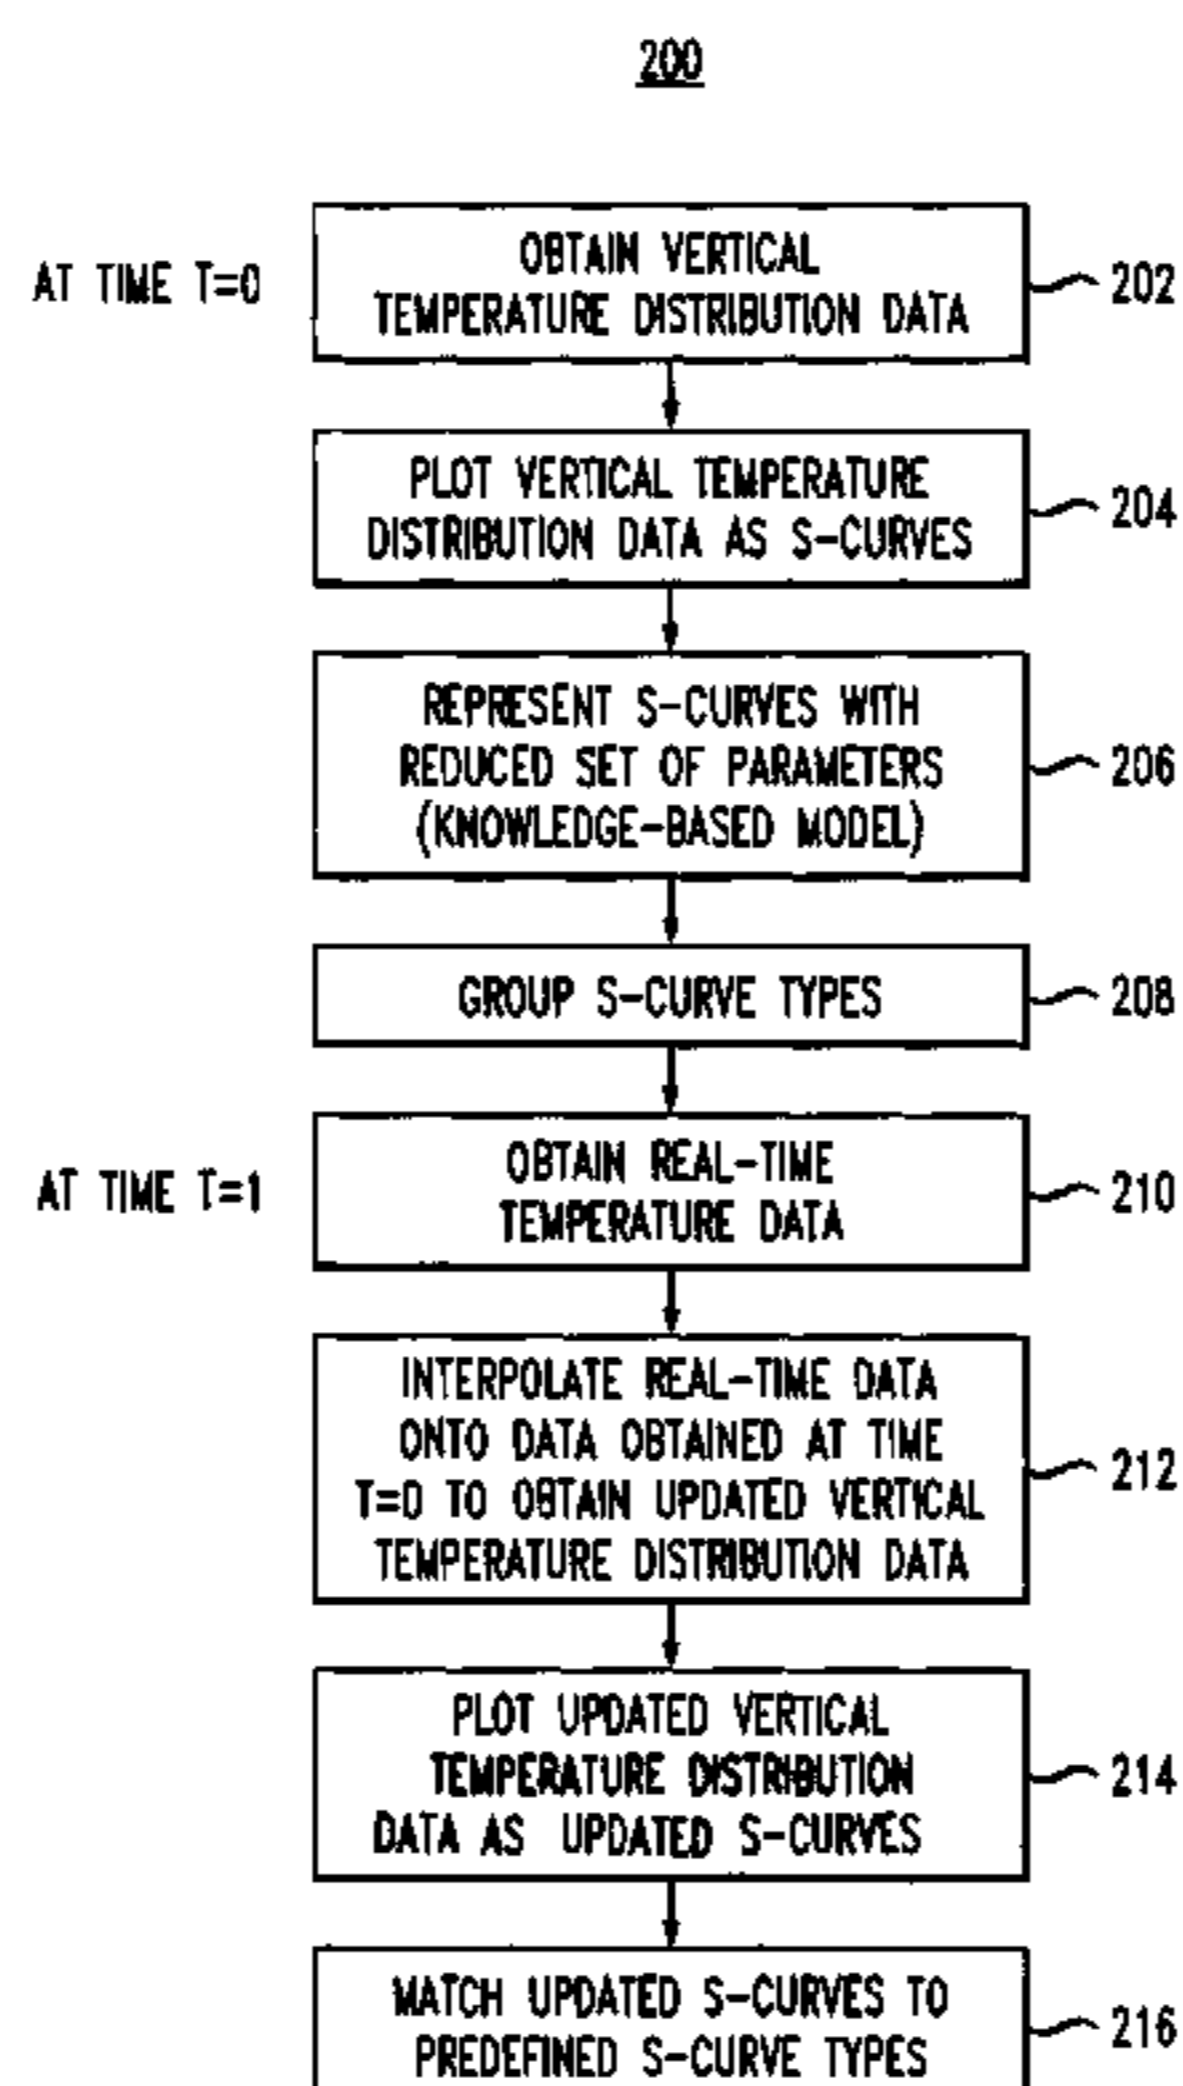 200
AT TIME T=0
OBTAIN VERTICAL
TEMPERATURE DISTRIBUTION DATA
202
PLOT VERTICAL TEMPERATURE
DISTRIBUTION DATA AS S-CURVES
204
REPRESENT S-CURVES WITH
REDUCED SET OF PARAMETERS
(KNOWLEDGE-BASED MODEL)
206
GROUP S-CURVE TYPES
208
AT TIME T=1
OBTAIN REAL-TIME
TEMPERATURE DATA
210
INTERPOLATE REAL-TIME DATA
ONTO DATA OBTAINED AT TIME
T=0 TO OBTAIN UPDATED VERTICAL
TEMPERATURE DISTRIBUTION DATA
212
PLOT UPDATED VERTICAL
TEMPERATURE DISTRIBUTION
DATA AS UPDATED S-CURVES
214
MATCH UPDATED S-CURVES TO
PREDEFINED S-CURVE TYPES
216